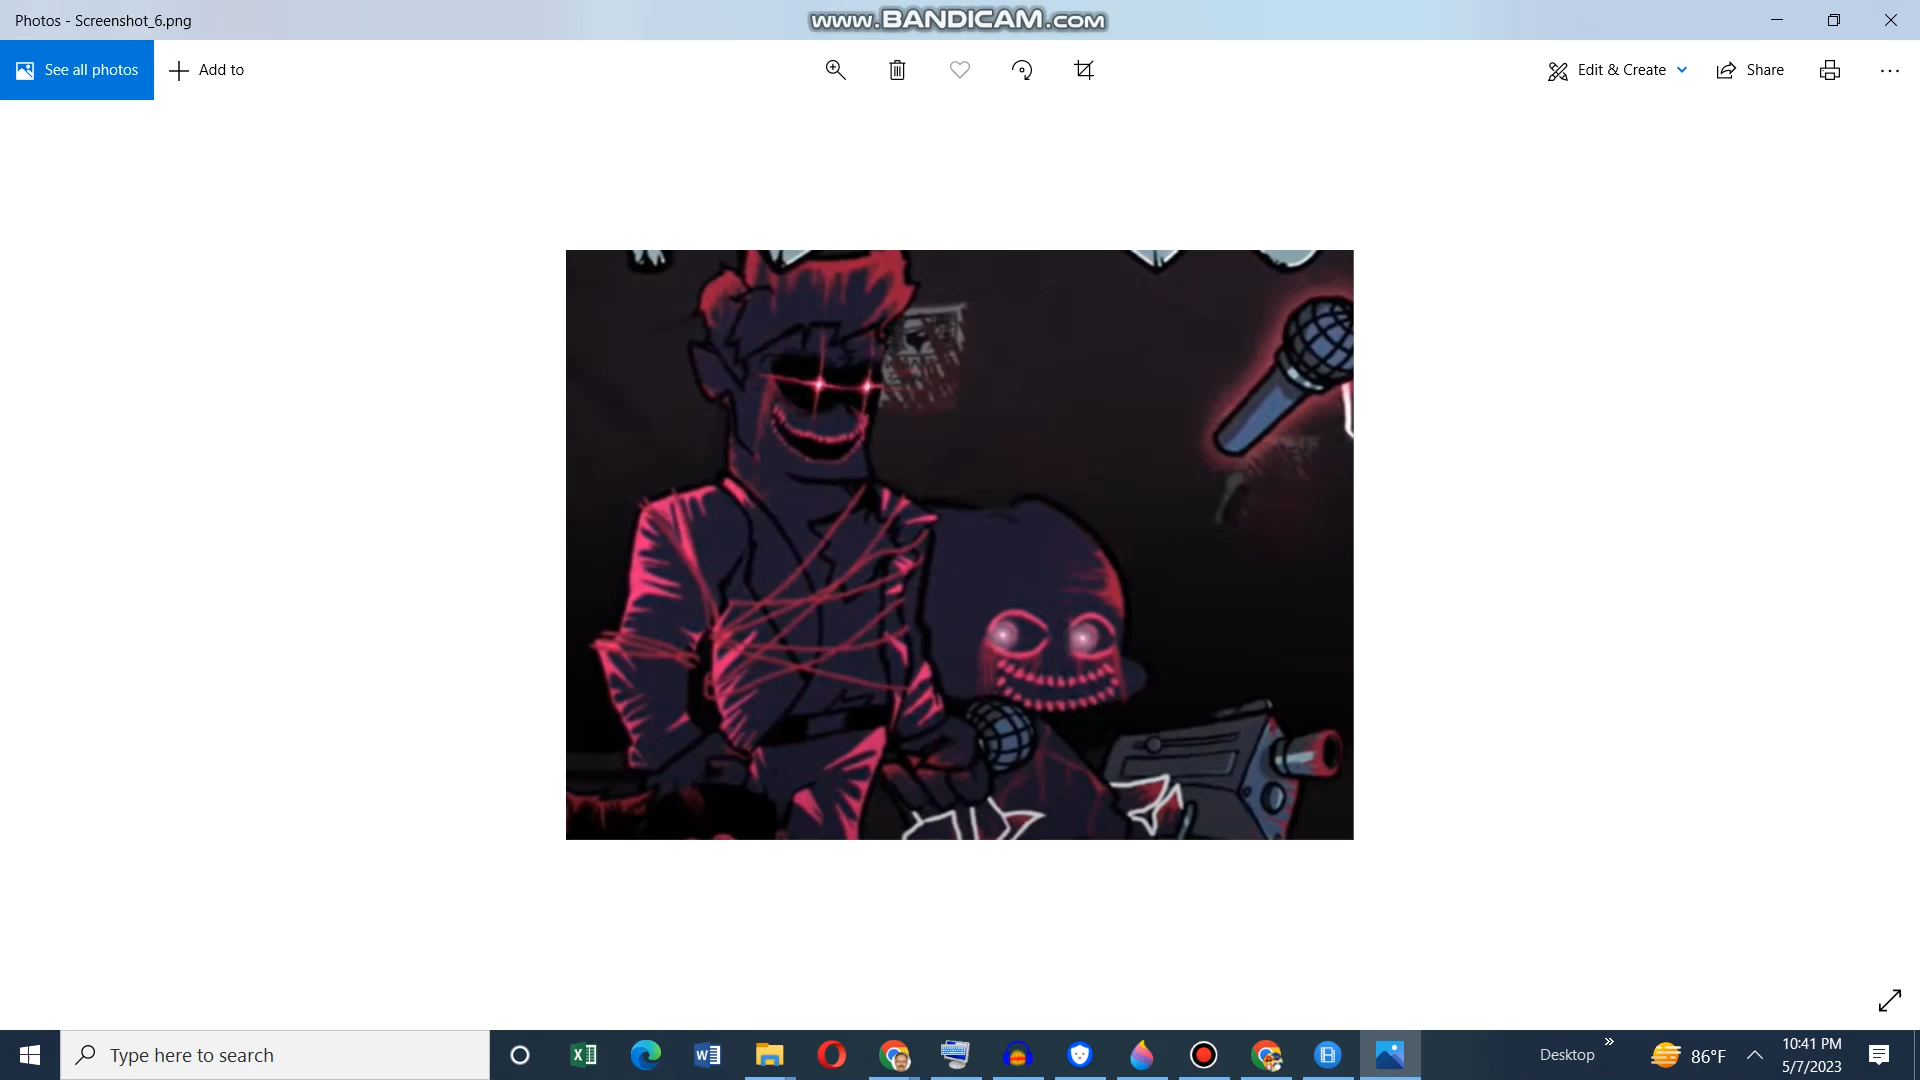 Photos - Screenshot_6.png
www.BANDICAM.com
See all photos
Add to
Edit & Create
Share
Type here to search
Desktop
86°F
10:41 PM
5/7/2023